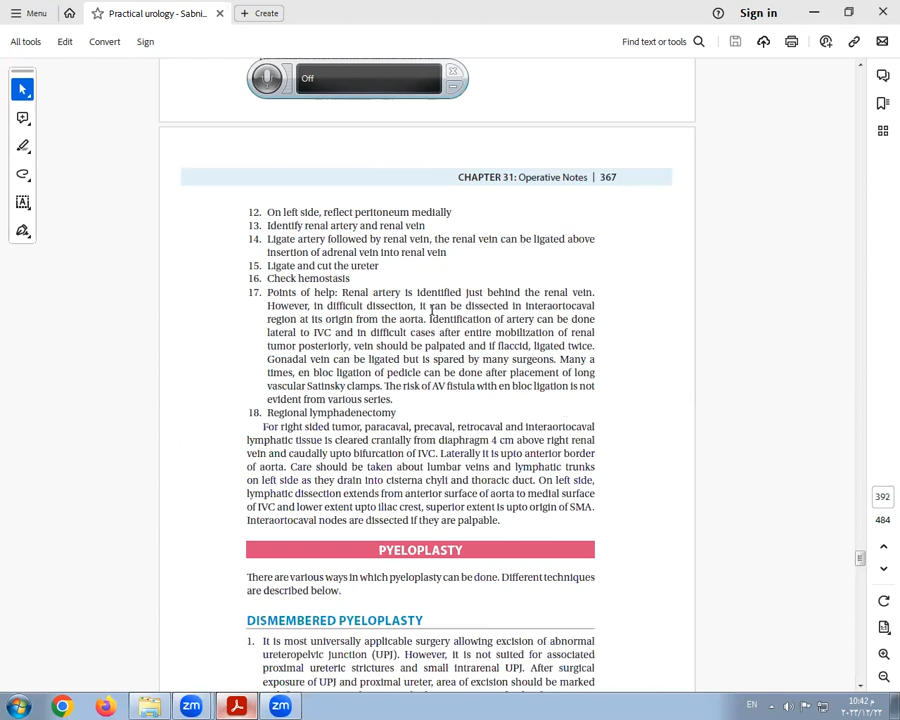 Menu
Practical urology - Sabni...
Create
Sign in
All tools
Edit
Convert
Sign
Find text or tools
Off
CHAPTER 31: Operative Notes | 367
12. On left side, reflect peritoneum medially
13. Identify renal artery and renal vein
14. Ligate artery followed by renal vein, the renal vein can be ligated above
insertion of adrenal vein into renal vein
15. Ligate and cut the ureter
16. Check hemostasis
17. Points of help: Renal artery is identified just behind the renal vein.
However, in difficult dissection, it can be dissected in interaortocaval
region at its origin from the aorta. Identification of artery can be done
lateral to IVC and in difficult cases after entire mobilization of renal
tumor posteriorly, vein should be palpated and if flaccid, ligated twice.
Gonadal vein can be ligated but is spared by many surgeons. Many a
times, en bloc ligation of pedicle can be done after placement of long
vascular Satinsky clamps. The risk of AV fistula with en bloc ligation is not
evident from various series.
18. Regional lymphadenectomy
For right sided tumor, paracaval, precaval, retrocaval and interaortocaval
lymphatic tissue is cleared cranially from diaphragm 4 cm above right renal
vein and caudally upto bifurcation of IVC. Laterally it is upto anterior border
of aorta. Care should be taken about lumbar veins and lymphatic trunks
on left side as they drain into cisterna chyli and thoracic duct. On left side,
lymphatic dissection extends from anterior surface of aorta to medial surface
of IVC and lower extent upto iliac crest, superior extent is upto origin of SMA.
Interaortocaval nodes are dissected if they are palpable.
PYELOPLASTY
There are various ways in which pyeloplasty can be done. Different techniques
are described below.
DISMEMBERED PYELOPLASTY
1. It is most universally applicable surgery allowing excision of abnormal
ureteropelvic junction (UPJ). However, it is not suited for associated
proximal ureteric strictures and small intrarenal UPJ. After surgical
exposure of UPJ and proximal ureter, area of excision should be marked
392
484
EN
10:42 م
٢٠٢٣/١٢/٢٢